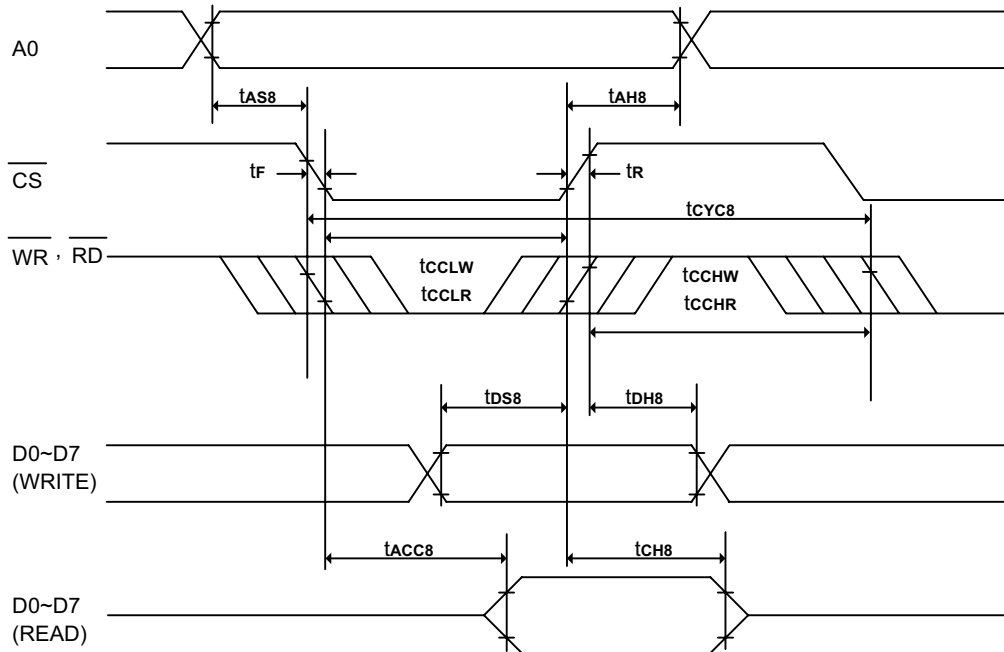 A0
tAS8
tAH8
CS
tF
tR
tCYC8
WR , RD
tCCLW
tCCLR
tCCHW
tCCHR
tDS8
tDH8
D0~D7
(WRITE)
tACC8
tCH8
D0~D7
(READ)